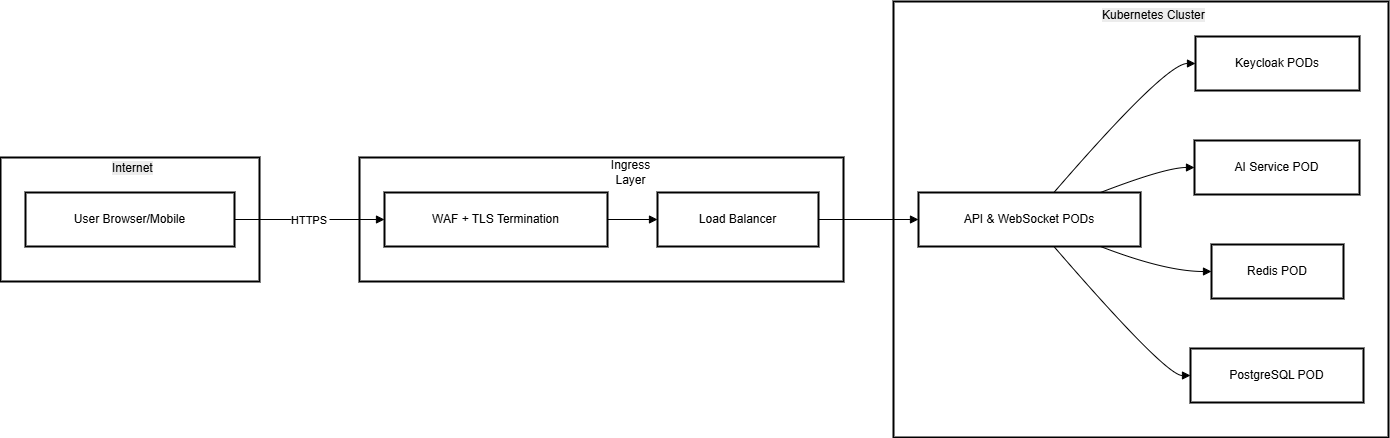 Internet
User Browser/Mobile
HTTPS
Ingress
Layer
WAF + TLS Termination
Load Balancer
Kubernetes Cluster
API & WebSocket PODs
Keycloak PODs
AI Service POD
Redis POD
PostgreSQL POD